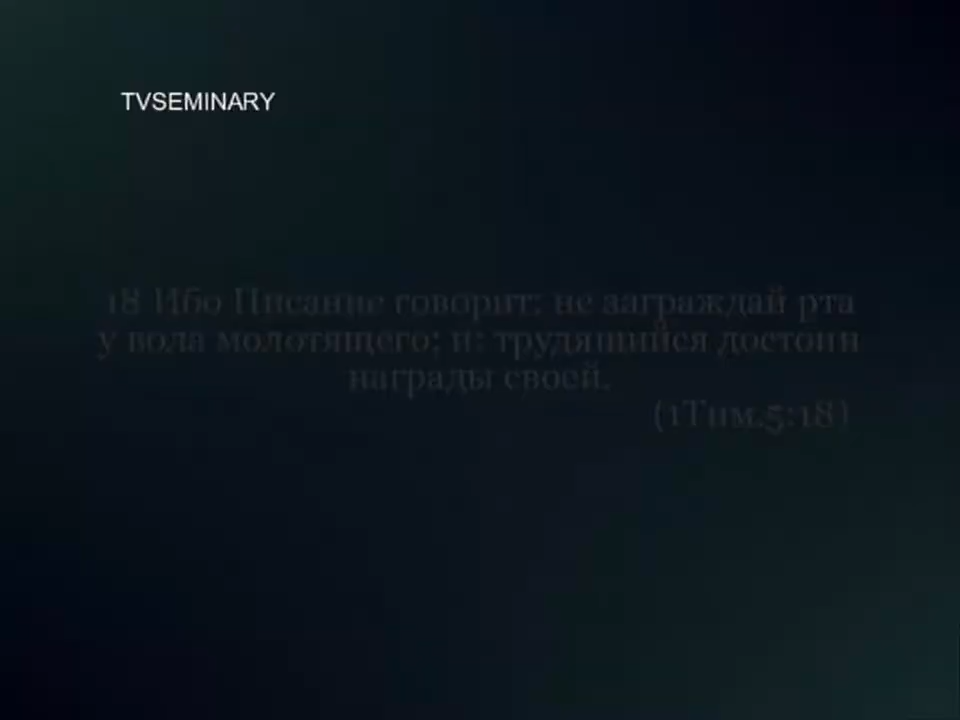 TVSEMINARY
18 Ибо Писание говорит: не заграждай рта
у вола молотящего; и: трудящийся достоин
награды своей.
(1Тим.5:18)